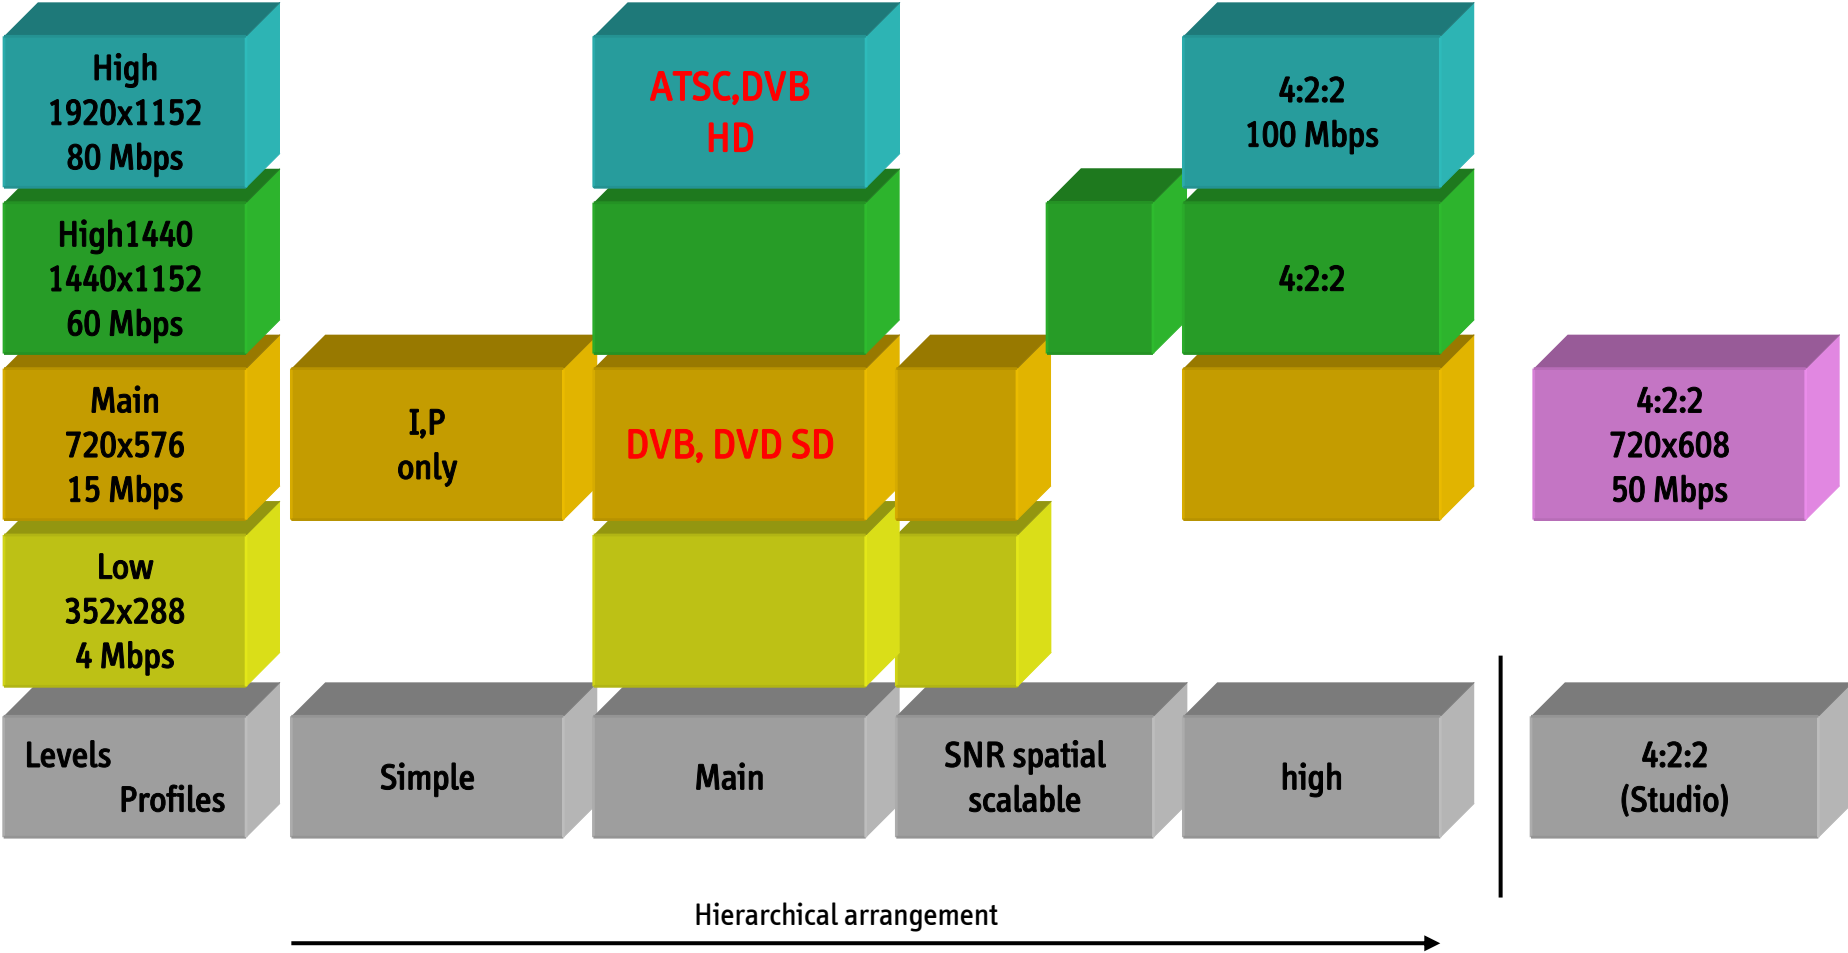 High
1920x1152
80 Mbps
ATSC,DVB
HD
4:2:2
100 Mbps
High1440
1440x1152
60 Mbps
4:2:2
Main
720x576
15 Mbps
I,P
only
DVB, DVD SD
4:2:2
720x608
50 Mbps
Low
352x288
4 Mbps
Levels
Profiles
Simple
Main
SNR spatial
scalable
high
4:2:2
(Studio)
Hierarchical arrangement